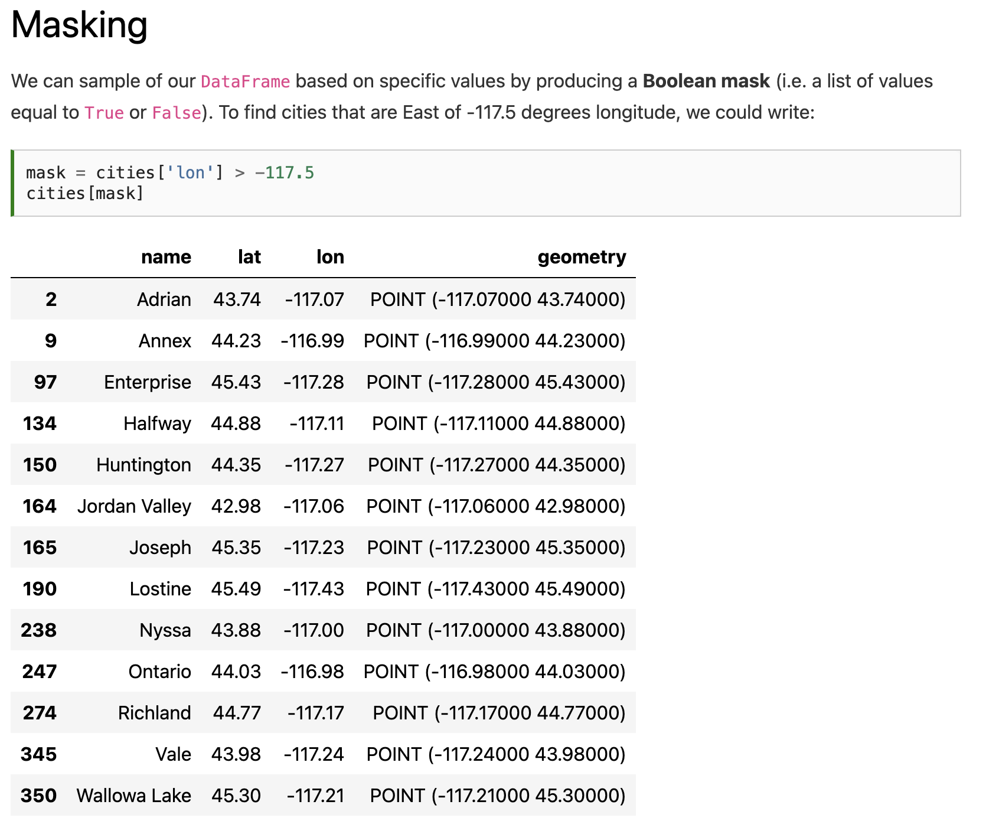 Masking
We can sample of our DataFrame based on specific values by producing a Boolean mask (i.e. a list of values
equal to True or False). To find cities that are East of -117.5 degrees longitude, we could write:
mask = cities['lon'] > -117.5
cities[mask]
name lat lon geometry
2 Adrian 43.74 -117.07 POINT (-117.07000 43.74000)
9 Annex 44.23 -116.99 POINT (-116.99000 44.23000)
97 Enterprise 45.43 -117.28 POINT (-117.28000 45.43000)
134 Halfway 44.88 -117.11 POINT (-117.11000 44.88000)
150 Huntington 44.35 -117.27 POINT (-117.27000 44.35000)
164 Jordan Valley 42.98 -117.06 POINT (-117.06000 42.98000)
165 Joseph 45.35 -117.23 POINT (-117.23000 45.35000)
190 Lostine 45.49 -117.43 POINT (-117.43000 45.49000)
238 Nyssa 43.88 -117.00 POINT (-117.00000 43.88000)
247 Ontario 44.03 -116.98 POINT (-116.98000 44.03000)
274 Richland 44.77 -117.17 POINT (-117.17000 44.77000)
345 Vale 43.98 -117.24 POINT (-117.24000 43.98000)
350 Wallowa Lake 45.30 -117.21 POINT (-117.21000 45.30000)